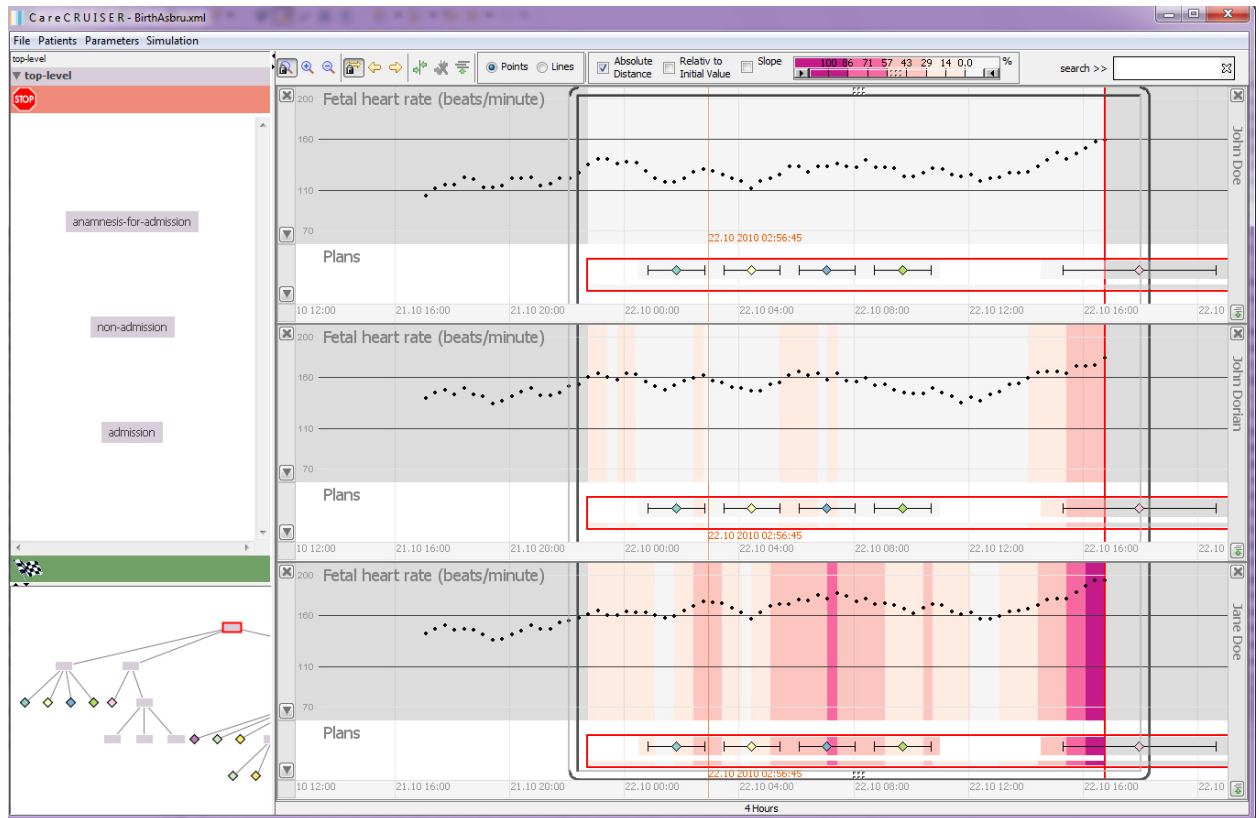 CareCRUISER - BirthAsbru.xml
File Patients Parameters Simulation
top-level
top-level
STOP
anamnesis-for-admission
non-admission
admission
Points Lines
Absolute Distance
Relativ to Initial Value
Slope
100 86 71 57 43 29 14 0.0 %
search >>
200 Fetal heart rate (beats/minute)
160
110
70
22.10 2010 02:56:45
Plans
John Doe
10 12:00 21.10 16:00 21.10 20:00 22.10 00:00 22.10 04:00 22.10 08:00 22.10 12:00 22.10 16:00 22.10
200 Fetal heart rate (beats/minute)
160
110
70
Plans
22.10 2010 02:56:45
John Dorian
10 12:00 21.10 16:00 21.10 20:00 22.10 00:00 22.10 04:00 22.10 08:00 22.10 12:00 22.10 16:00 22.10
200 Fetal heart rate (beats/minute)
160
110
70
Plans
22.10 2010 02:56:45
Jane Doe
10 12:00 21.10 16:00 21.10 20:00 22.10 00:00 22.10 04:00 22.10 08:00 22.10 12:00 22.10 16:00 22.10
4 Hours